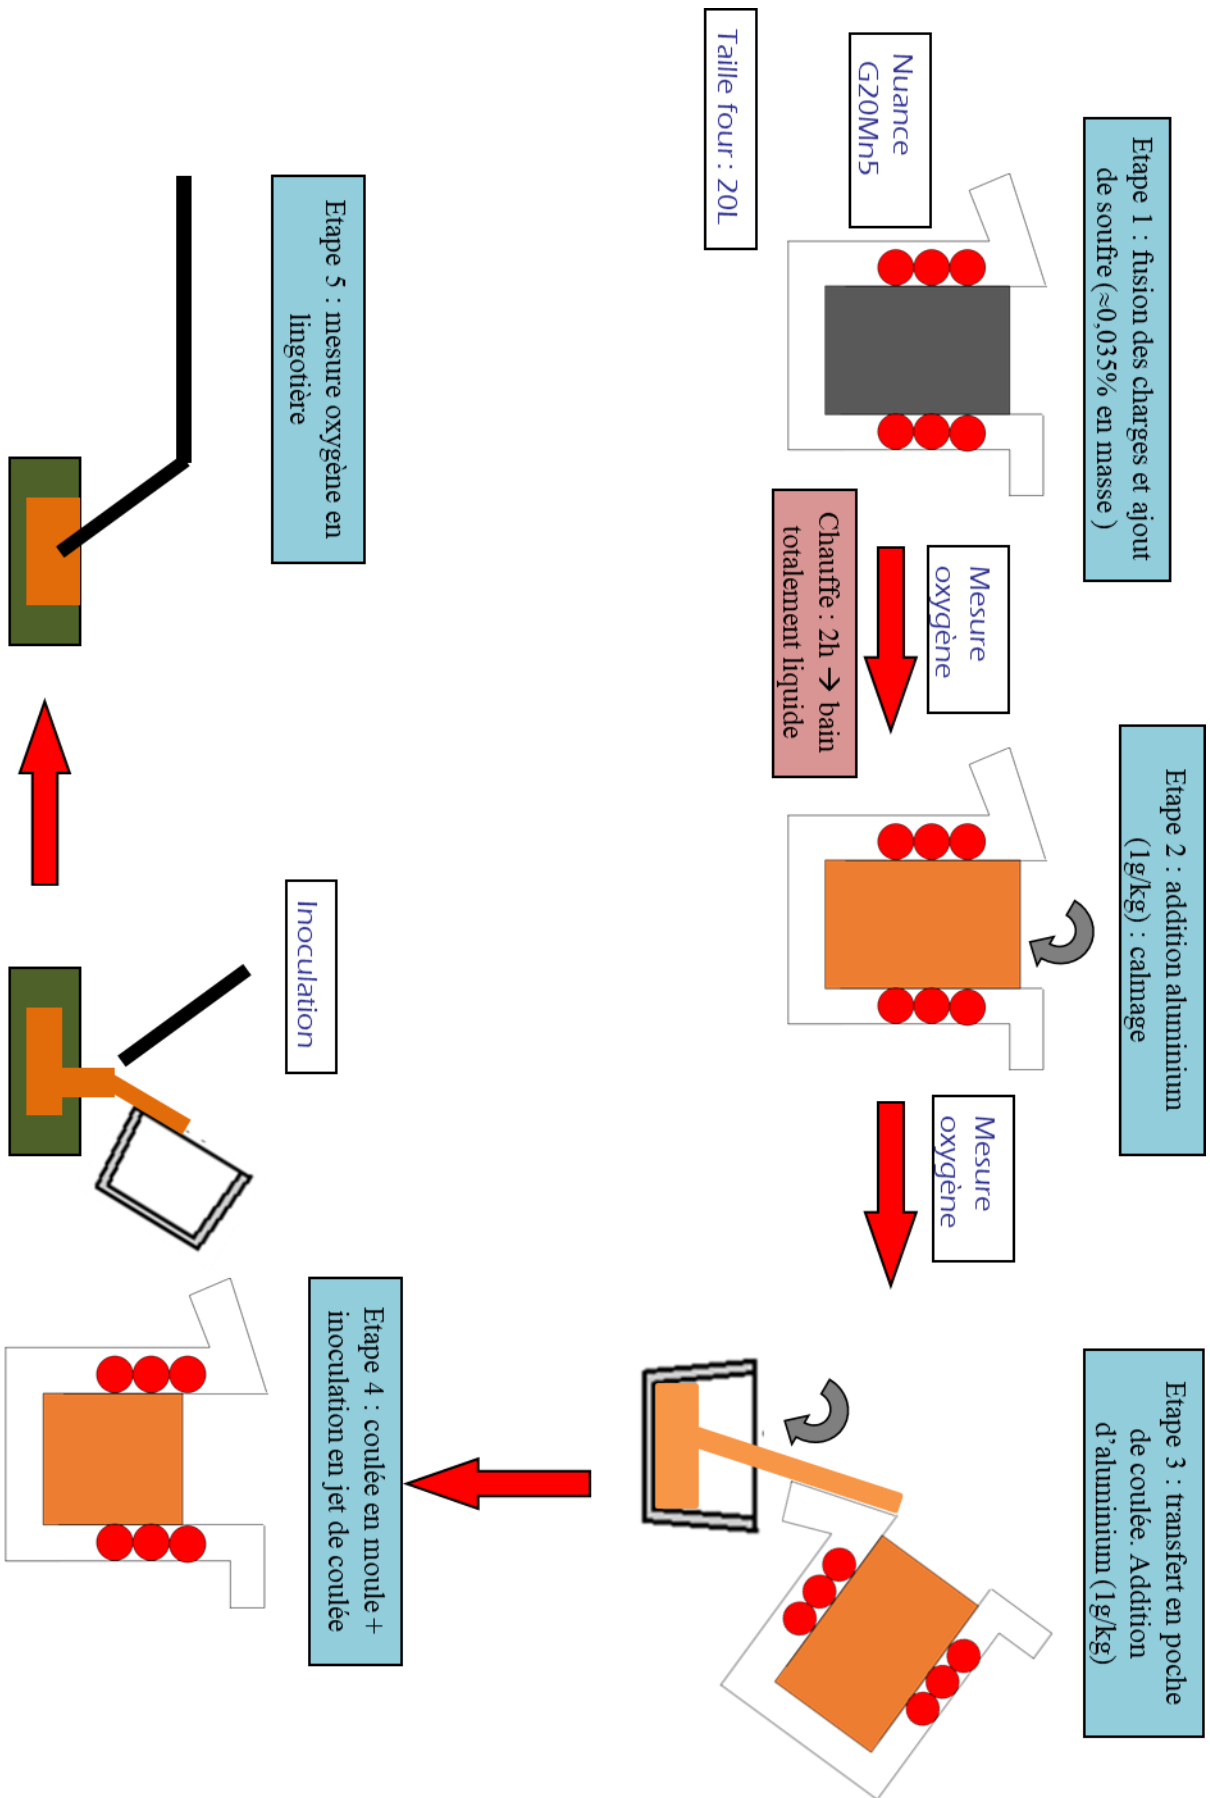 Etape 1 : fusion des charges et ajout
de soufre (≈0,035% en masse )
Nuance
G20Mn5
Taille four : 20L
Mesure
oxygène
Chauffe : 2h → bain
totalement liquide
Etape 2 : addition aluminium
(1g/kg) : calmage
Mesure
oxygène
Etape 3 : transfert en poche
de coulée. Addition
d'aluminium (1g/kg)
Etape 4 : coulée en moule +
inoculation en jet de coulée
Inoculation
Etape 5 : mesure oxygène en
lingotière